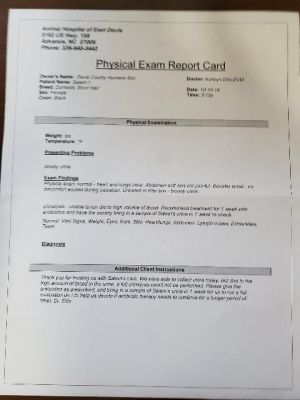 Animal Hospital of East Davie
5162 US Hwy. 158
Advance, NC 27006
Phone: 336-940-3442
Physical Exam Report Card
Owner's Name: Davie County Humane Soc
Patient Name: Salem-1
Breed: Domestic Short Hair
Sex: Female
Color: Black
Doctor: Katelyn Ellis DVM
Date: 10-10-18
Time: 5:13p
Physical Examination
Weight: lbs
Temperature: °F
Presenting Problems
bloody urine
Exam Findings
Physical exam normal - heart and lungs clear. Abdomen soft and not painful. Bladder small - no discomfort elicited during palpation. Urinated in litter box - bloody urine
Urinalysis: unable to run due to high volume of blood. Recommend treatment for 1 week with
antibiotics and have the society bring in a sample of Salem's urine in 1 week to check.
Normal: Vital Signs, Weight, Eyes, Ears, Skin, Heart/lungs, Abdomen, Lymph nodes, Extremities,
Teeth
Diagnosis
Additional Client Instructions
Thank you for trusting us with Salem's care. We were able to collect urine today, but due to the
high amount of blood in the urine, a full urinalysis could not be performed. Please give the
antibiotics as prescribed, and bring in a sample of Salem's urine in 1 week for us to run a full
evaluation on / to help us decide if antibiotic therapy needs to continue for a longer period of
time. Dr. Ellis